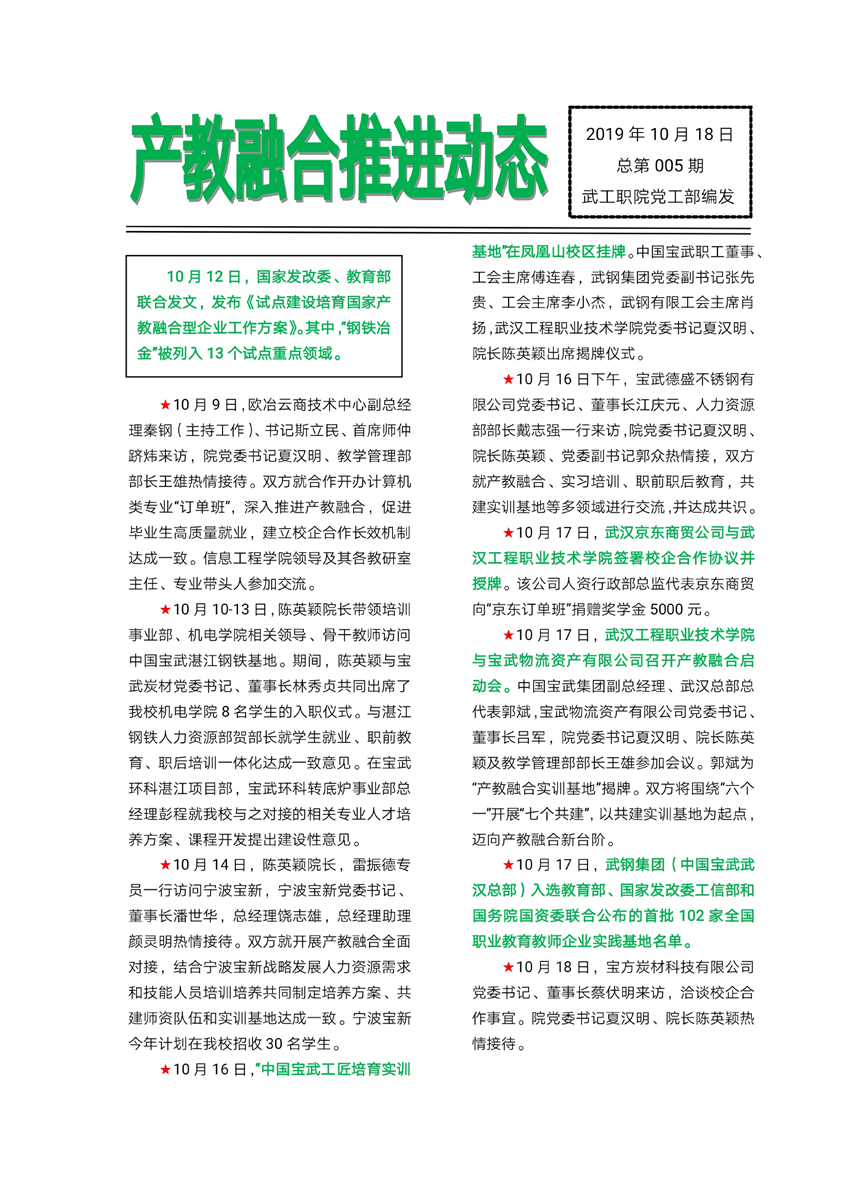 产教融合推进动态
2019 年 10 月 18 日
总第 005 期
武工职院党工部编发
10 月 12 日，国家发改委、教育部
联合发文，发布《试点建设培育国家产
教融合型企业工作方案》。其中，“钢铁冶
金”被列入 13 个试点重点领域。
★10 月 9 日，欧冶云商技术中心副总经
理秦钢（主持工作）、书记斯立民、首席师仲
跻炜来访，院党委书记夏汉明、教学管理部
部长王雄热情接待。双方就合作开办计算机
类专业“订单班”，深入推进产教融合，促进
毕业生高质量就业，建立校企合作长效机制
达成一致。信息工程学院领导及其各教研室
主任、专业带头人参加交流。
★10 月 10-13 日，陈英颖院长带领培训
事业部、机电学院相关领导、骨干教师访问
中国宝武湛江钢铁基地。期间，陈英颖与宝
武炭材党委书记、董事长林秀贞共同出席了
我校机电学院 8 名学生的入职仪式。与湛江
钢铁人力资源部贺部长就学生就业、职前教
育、职后培训一体化达成一致意见。在宝武
环科湛江项目部，宝武环科转底炉事业部总
经理彭程就我校与之对接的相关专业人才培
养方案、课程开发提出建设性意见。
★10 月 14 日，陈英颖院长，雷振德专
员一行访问宁波宝新，宁波宝新党委书记、
董事长潘世华，总经理饶志雄，总经理助理
颜灵明热情接待。双方就开展产教融合全面
对接，结合宁波宝新战略发展人力资源需求
和技能人员培训培养共同制定培养方案、共
建师资队伍和实训基地达成一致。宁波宝新
今年计划在我校招收 30 名学生。
★10 月 16 日，“中国宝武工匠培育实训
基地”在凤凰山校区挂牌。中国宝武职工董事、
工会主席傅连春，武钢集团党委副书记张先
贵、工会主席李小杰，武钢有限工会主席肖
扬，武汉工程职业技术学院党委书记夏汉明、
院长陈英颖出席揭牌仪式。
★10 月 16 日下午，宝武德盛不锈钢有
限公司党委书记、董事长江庆元、人力资源
部部长戴志强一行来访，院党委书记夏汉明、
院长陈英颖、党委副书记郭众热情接，双方
就产教融合、实习培训、职前职后教育，共
建实训基地等多领域进行交流，并达成共识。
★10 月 17 日，武汉京东商贸公司与武
汉工程职业技术学院签署校企合作协议并
授牌。该公司人资行政部总监代表京东商贸
向“京东订单班”捐赠奖学金 5000 元。
★10 月 17 日，武汉工程职业技术学院
与宝武物流资产有限公司召开产教融合启
动会。中国宝武集团副总经理、武汉总部总
代表郭斌，宝武物流资产有限公司党委书记、
董事长吕军，院党委书记夏汉明、院长陈英
颖及教学管理部部长王雄参加会议。郭斌为
“产教融合实训基地”揭牌。双方将围绕“六个
一”开展“七个共建”，以共建实训基地为起点，
迈向产教融合新台阶。
★10 月 17 日，武钢集团（中国宝武武
汉总部）入选教育部、国家发改委工信部和
国务院国资委联合公布的首批 102 家全国
职业教育教师企业实践基地名单。
★10 月 18 日，宝方炭材科技有限公司
党委书记、董事长蔡伏明来访，洽谈校企合
作事宜。院党委书记夏汉明、院长陈英颖热
情接待。